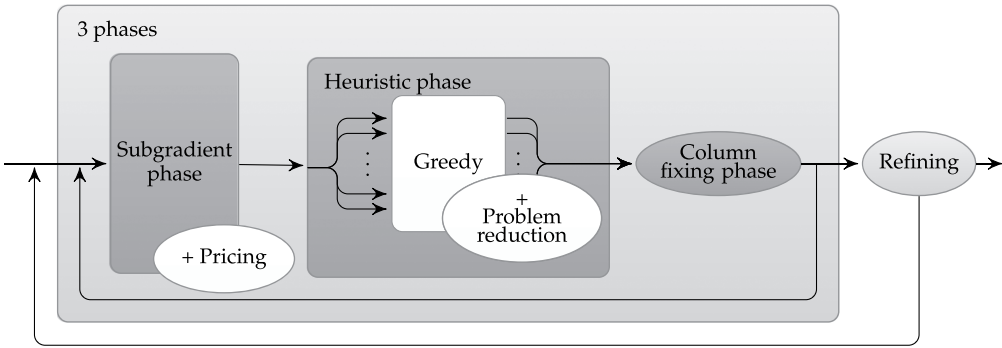 3 phases
Subgradient
phase
+ Pricing
Heuristic phase
Greedy
+
Problem
reduction
Column
fixing phase
Refining